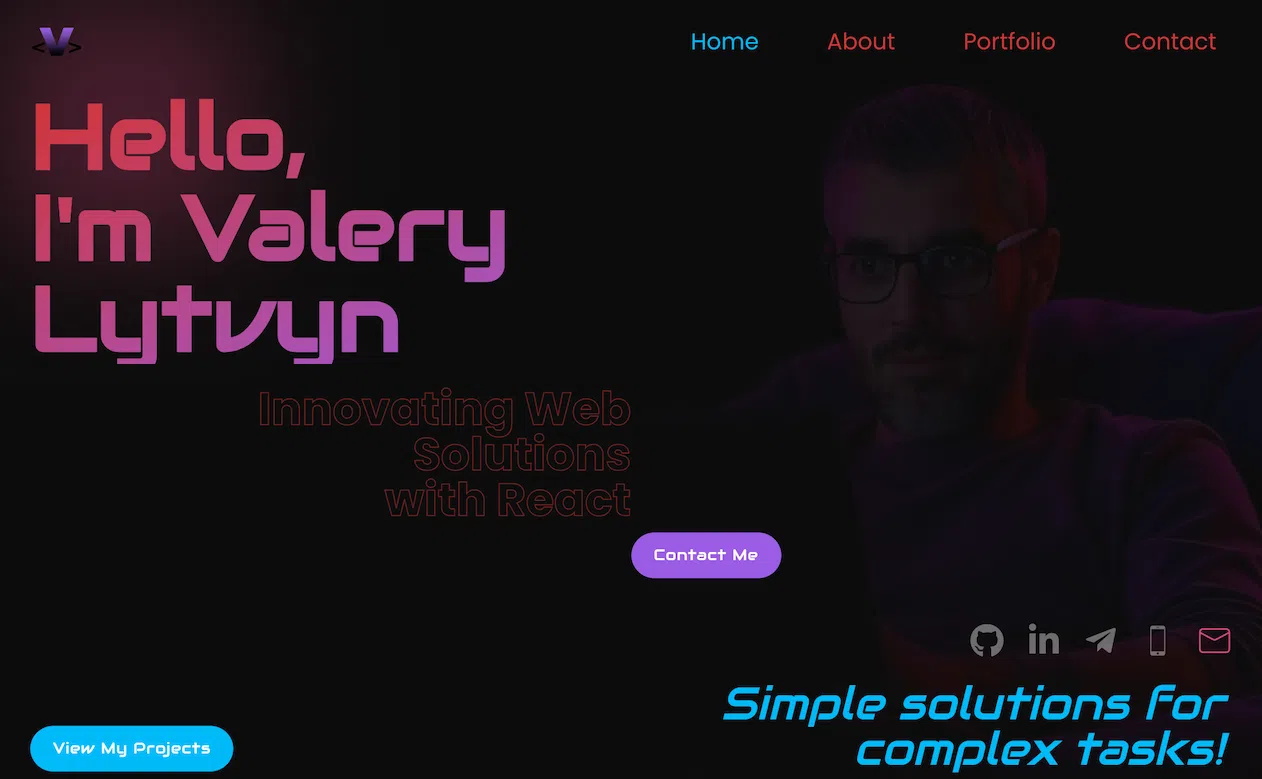 <V>
Home About Portfolio Contact
Hello,
I'm Valery
Lytvyn
Innovating Web
Solutions
with React
Contact Me
in
Simple solutions for
complex tasks!
View My Projects